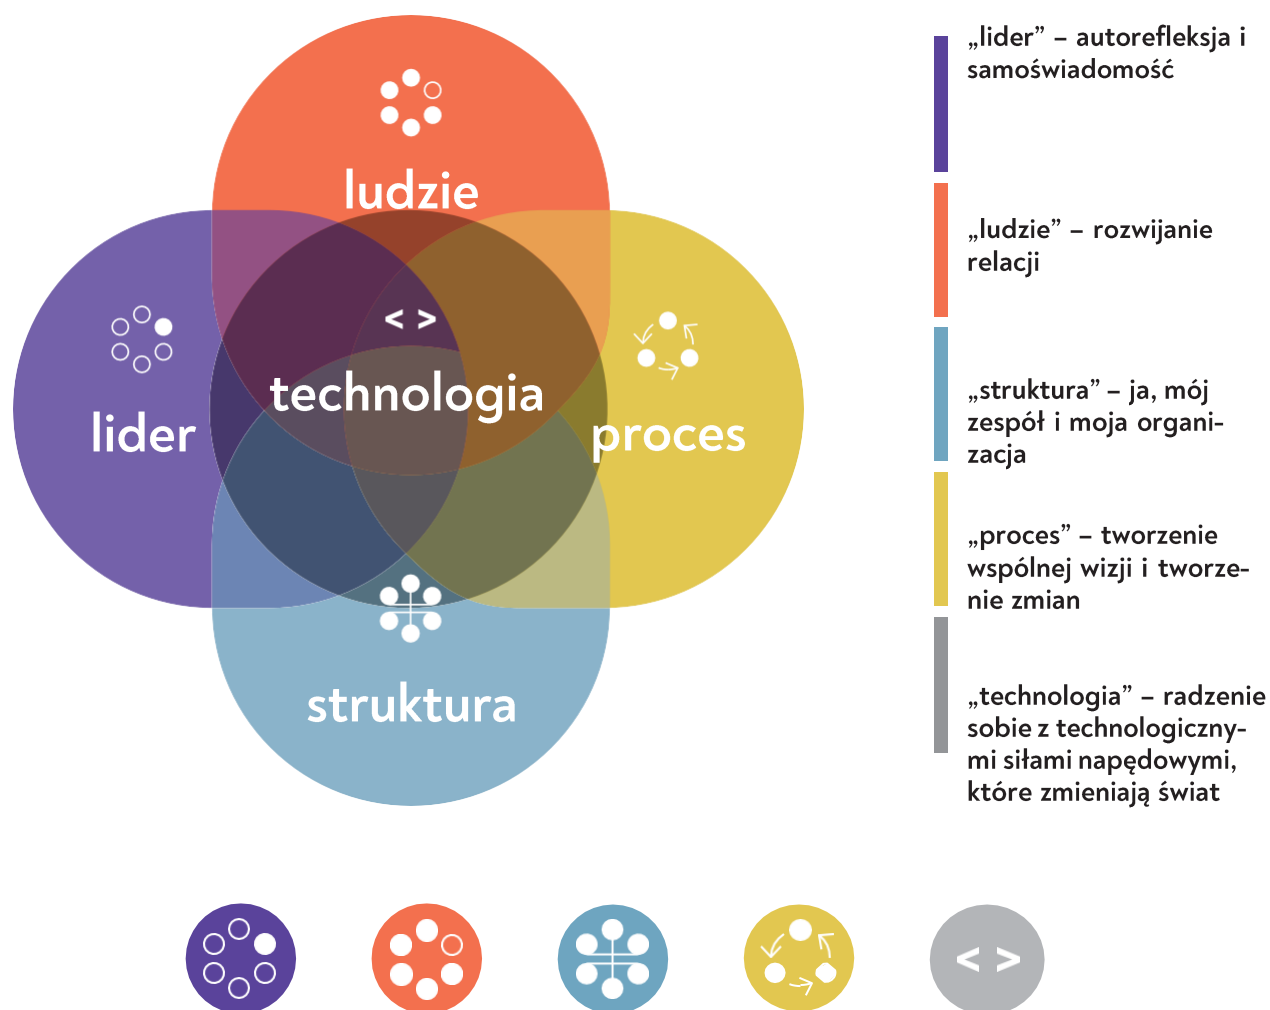 ludzie
< >
technologia
lider
proces
struktura
„lider” – autorefleksja i
samoświadomość
„ludzie” – rozwijanie
relacji
„struktura” – ja, mój
zespół i moja organi-
zacja
„proces” – tworzenie
wspólnej wizji i tworze-
nie zmian
„technologia” – radzenie
sobie z technologiczny-
mi siłami napędowymi,
które zmieniają świat
< >